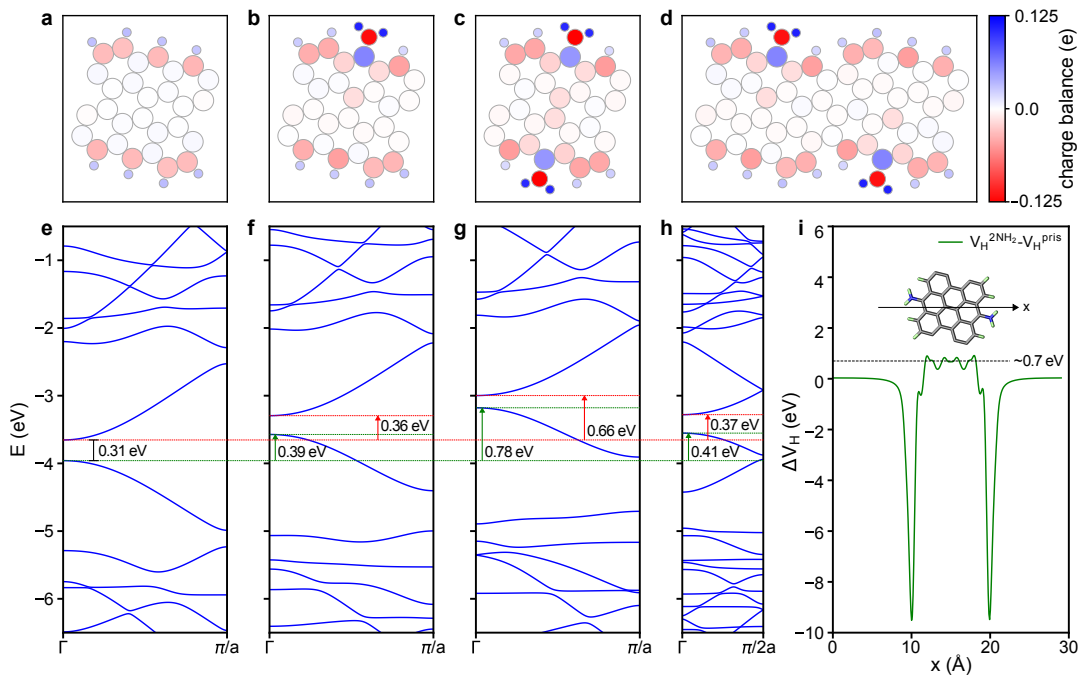 a
b
c
d
0.125
0.0
−0.125
charge balance (e)
e
f
g
h
i
E (eV)
−1
−2
−3
−4
−5
−6
0.31 eV
0.39 eV
0.36 eV
0.78 eV
0.66 eV
0.41 eV
0.37 eV
Γ
π/a
Γ
π/a
Γ
π/a
Γ
π/2a
ΔV_H (eV)
6
4
2
0
−2
−4
−6
−8
−10
V_H^2NH₂-V_H^pris
x
~0.7 eV
0
10
20
30
x (Å)